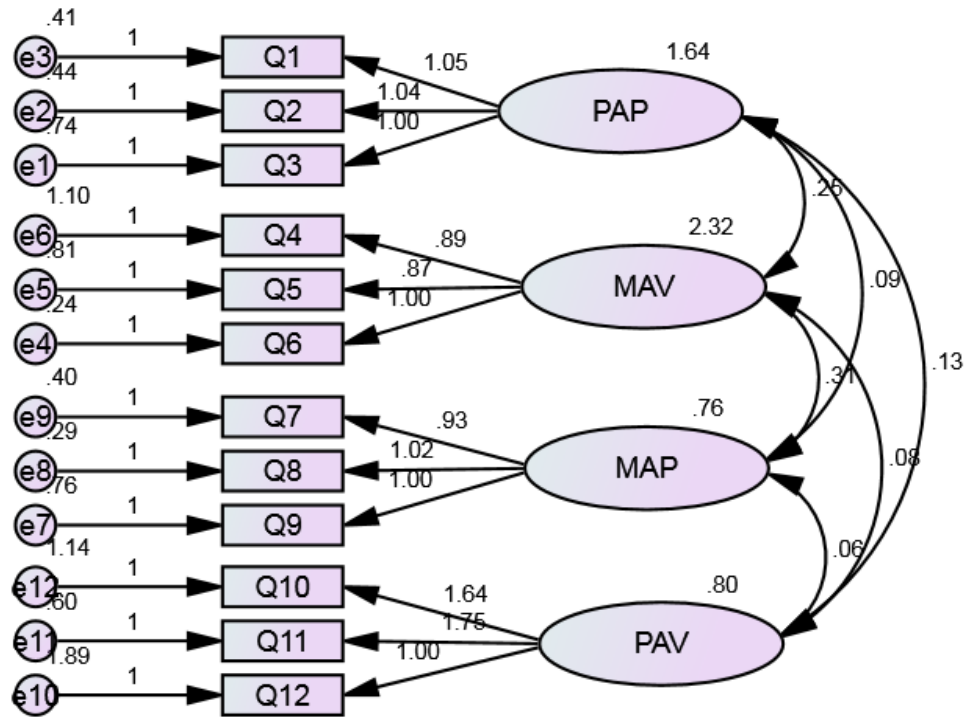 .41
e3 1 Q1 1.05 PAP 1.64
.44
e2 1 Q2 1.04
.74
e1 1 Q3 1.00
.25
1.10
e6 1 Q4 .89 MAV 2.32
.81
e5 1 Q5 .87
.24
e4 1 Q6 1.00
.09
.13
.31
.40
e9 1 Q7 .93 MAP .76
.29
e8 1 Q8 1.02
.76
e7 1 Q9 1.00
.08
.06
1.14
e12 1 Q10 1.64 PAV .80
.60
e11 1 Q11 1.75
1.89
e10 1 Q12 1.00